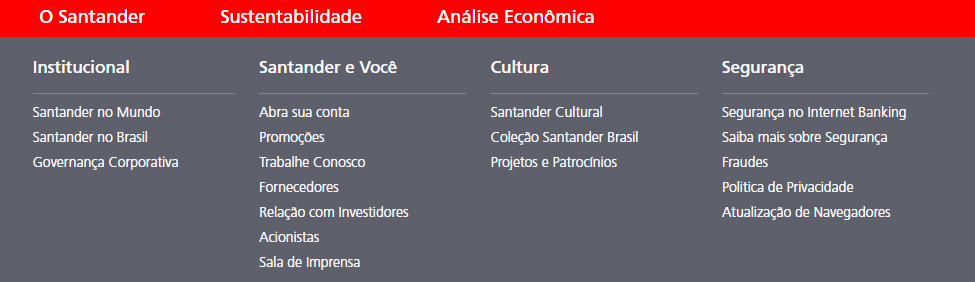 O Santander
Sustentabilidade
Análise Econômica
Institucional
Santander no Mundo
Santander no Brasil
Governança Corporativa
Santander e Você
Abra sua conta
Promoções
Trabalhe Conosco
Fornecedores
Relação com Investidores
Acionistas
Sala de Imprensa
Cultura
Santander Cultural
Coleção Santander Brasil
Projetos e Patrocínios
Segurança
Segurança no Internet Banking
Saiba mais sobre Segurança
Fraudes
Politica de Privacidade
Atualização de Navegadores